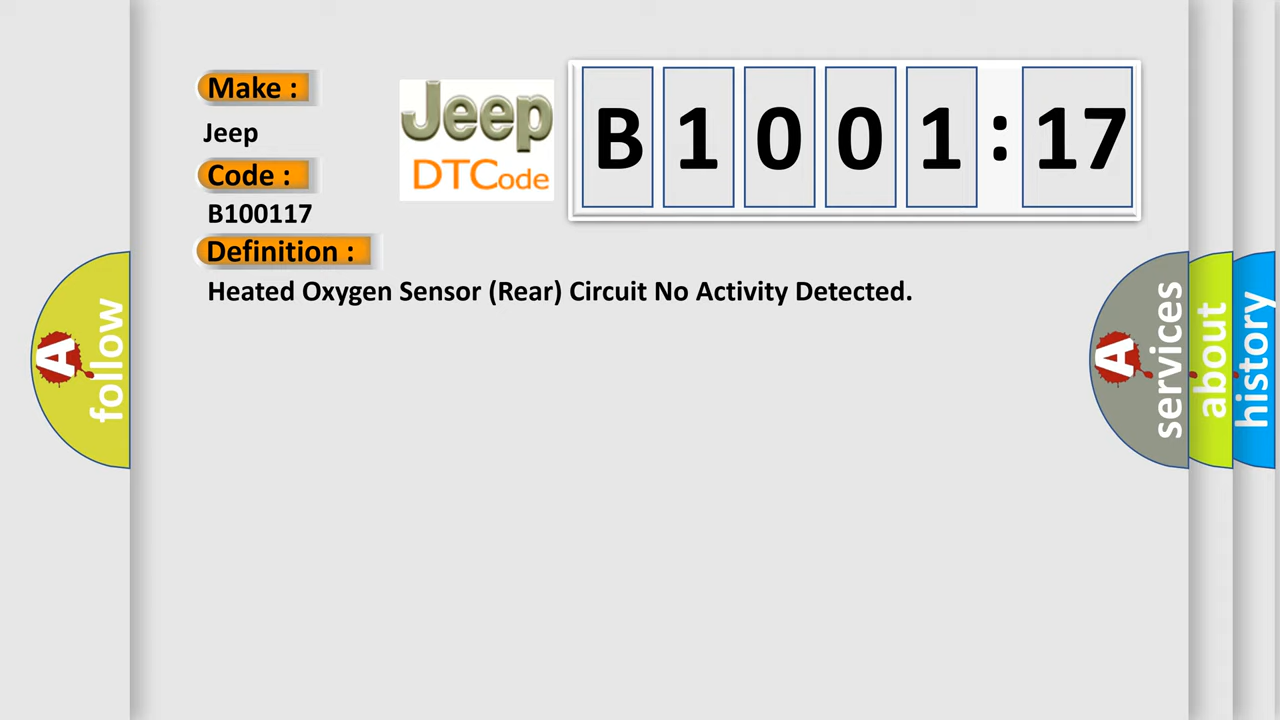 Make :
Jeep
Code :
B100117
Definition :
Heated Oxygen Sensor (Rear) Circuit No Activity Detected.
Jeep
DTCode
B 1 0 0 1 : 17
A follow
A services
about
history